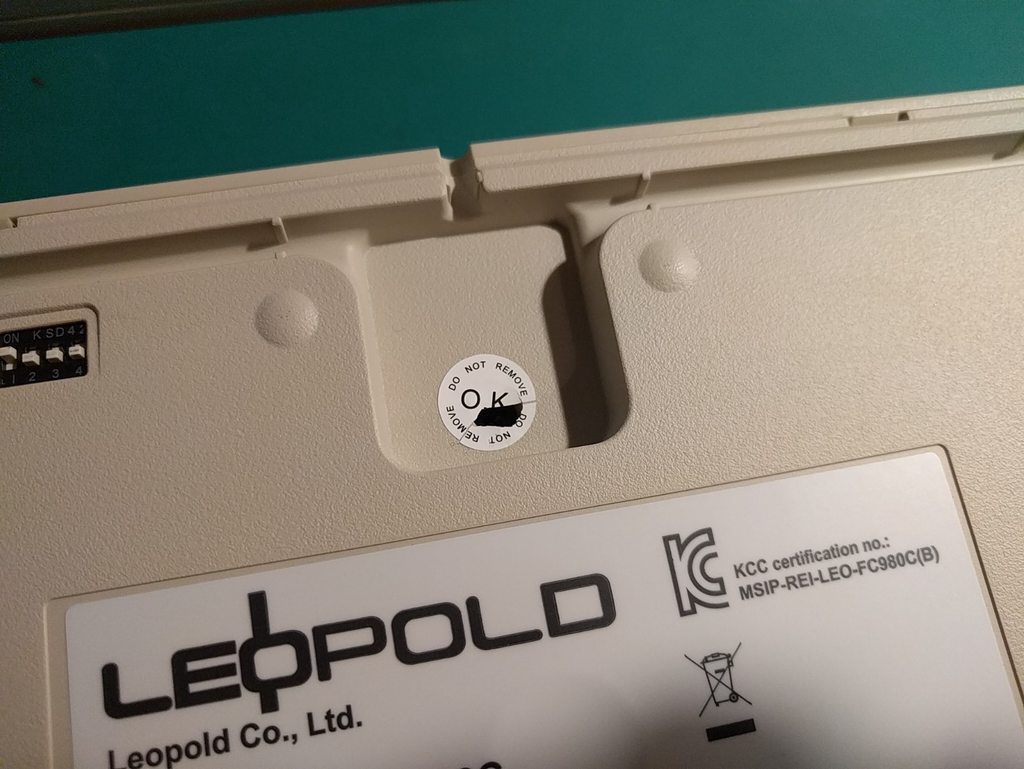 ON KSD42
1 2 3 4
DO NOT REMOVE DO NOT REMOVE
OK
KCC certification no.:
MSIP-REI-LEO-FC980C(B)
LEOPOLD
Leopold Co., Ltd.